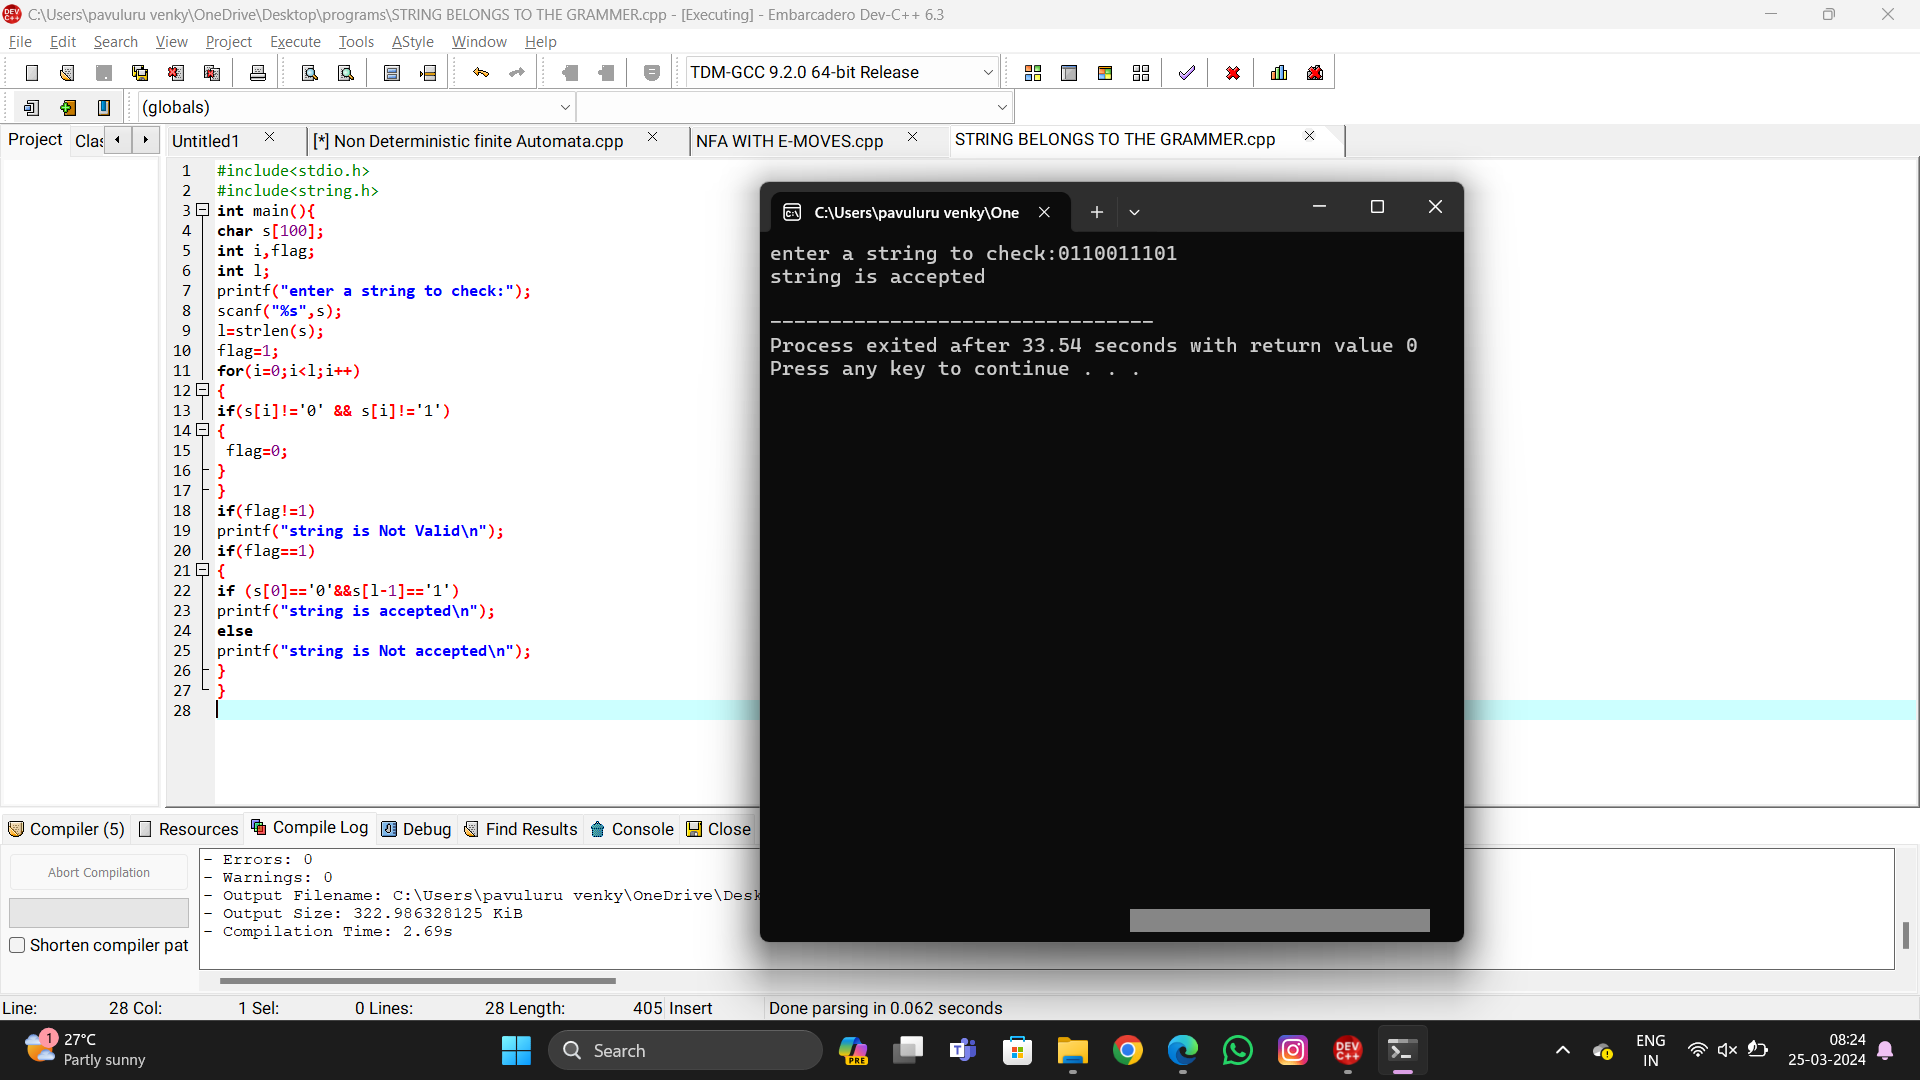 C:\Users\pavuluru venky\OneDrive\Desktop\programs\STRING BELONGS TO THE GRAMMER.cpp - [Executing] - Embarcadero Dev-C++ 6.3
File Edit Search View Project Execute Tools AStyle Window Help
TDM-GCC 9.2.0 64-bit Release
(globals)
Project Clas Untitled1 [*] Non Deterministic finite Automata.cpp NFA WITH E-MOVES.cpp STRING BELONGS TO THE GRAMMER.cpp
1 #include<stdio.h>
2 #include<string.h>
3 int main(){
4 char s[100];
5 int i,flag;
6 int l;
7 printf("enter a string to check:");
8 scanf("%s",s);
9 l=strlen(s);
10 flag=1;
11 for(i=0;i<l;i++)
12 {
13 if(s[i]!='0' && s[i]!='1')
14 {
15 flag=0;
16 }
17 }
18 if(flag!=1)
19 printf("string is Not Valid\n");
20 if(flag==1)
21 {
22 if (s[0]=='0'&&s[l-1]=='1')
23 printf("string is accepted\n");
24 else
25 printf("string is Not accepted\n");
26 }
27 }
28
C:\Users\pavuluru venky\One
enter a string to check:0110011101
string is accepted
--------------------------------
Process exited after 33.54 seconds with return value 0
Press any key to continue . . .
Compiler (5) Resources Compile Log Debug Find Results Console Close
Abort Compilation
Shorten compiler pat
- Errors: 0
- Warnings: 0
- Output Filename: C:\Users\pavuluru venky\OneDrive\Desk
- Output Size: 322.986328125 KiB
- Compilation Time: 2.69s
Line: 28 Col: 1 Sel: 0 Lines: 28 Length: 405 Insert Done parsing in 0.062 seconds
1
27°C
Partly sunny
Search
PRE
DEV C++
ENG
IN
08:24
25-03-2024